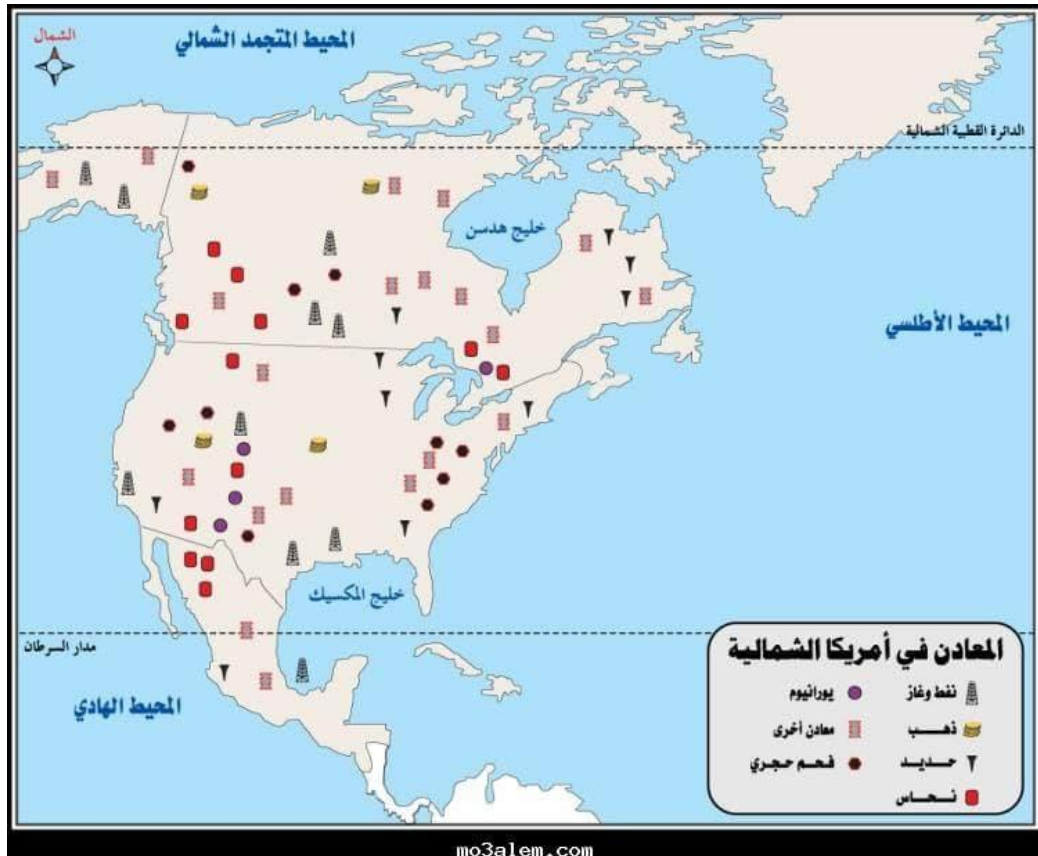 المحيط المتجمد الشمالي
الشمال
الدائرة القطبية الشمالية
خليج هدسن
المحيط الأطلسي
خليج المكسيك
مدار السرطان
المحيط الهادي
المعادن في أمريكا الشمالية
نفط وغاز
يورانيوم
ذهب
معادن أخرى
حديد
فحم حجري
نحاس
mo3alem.com